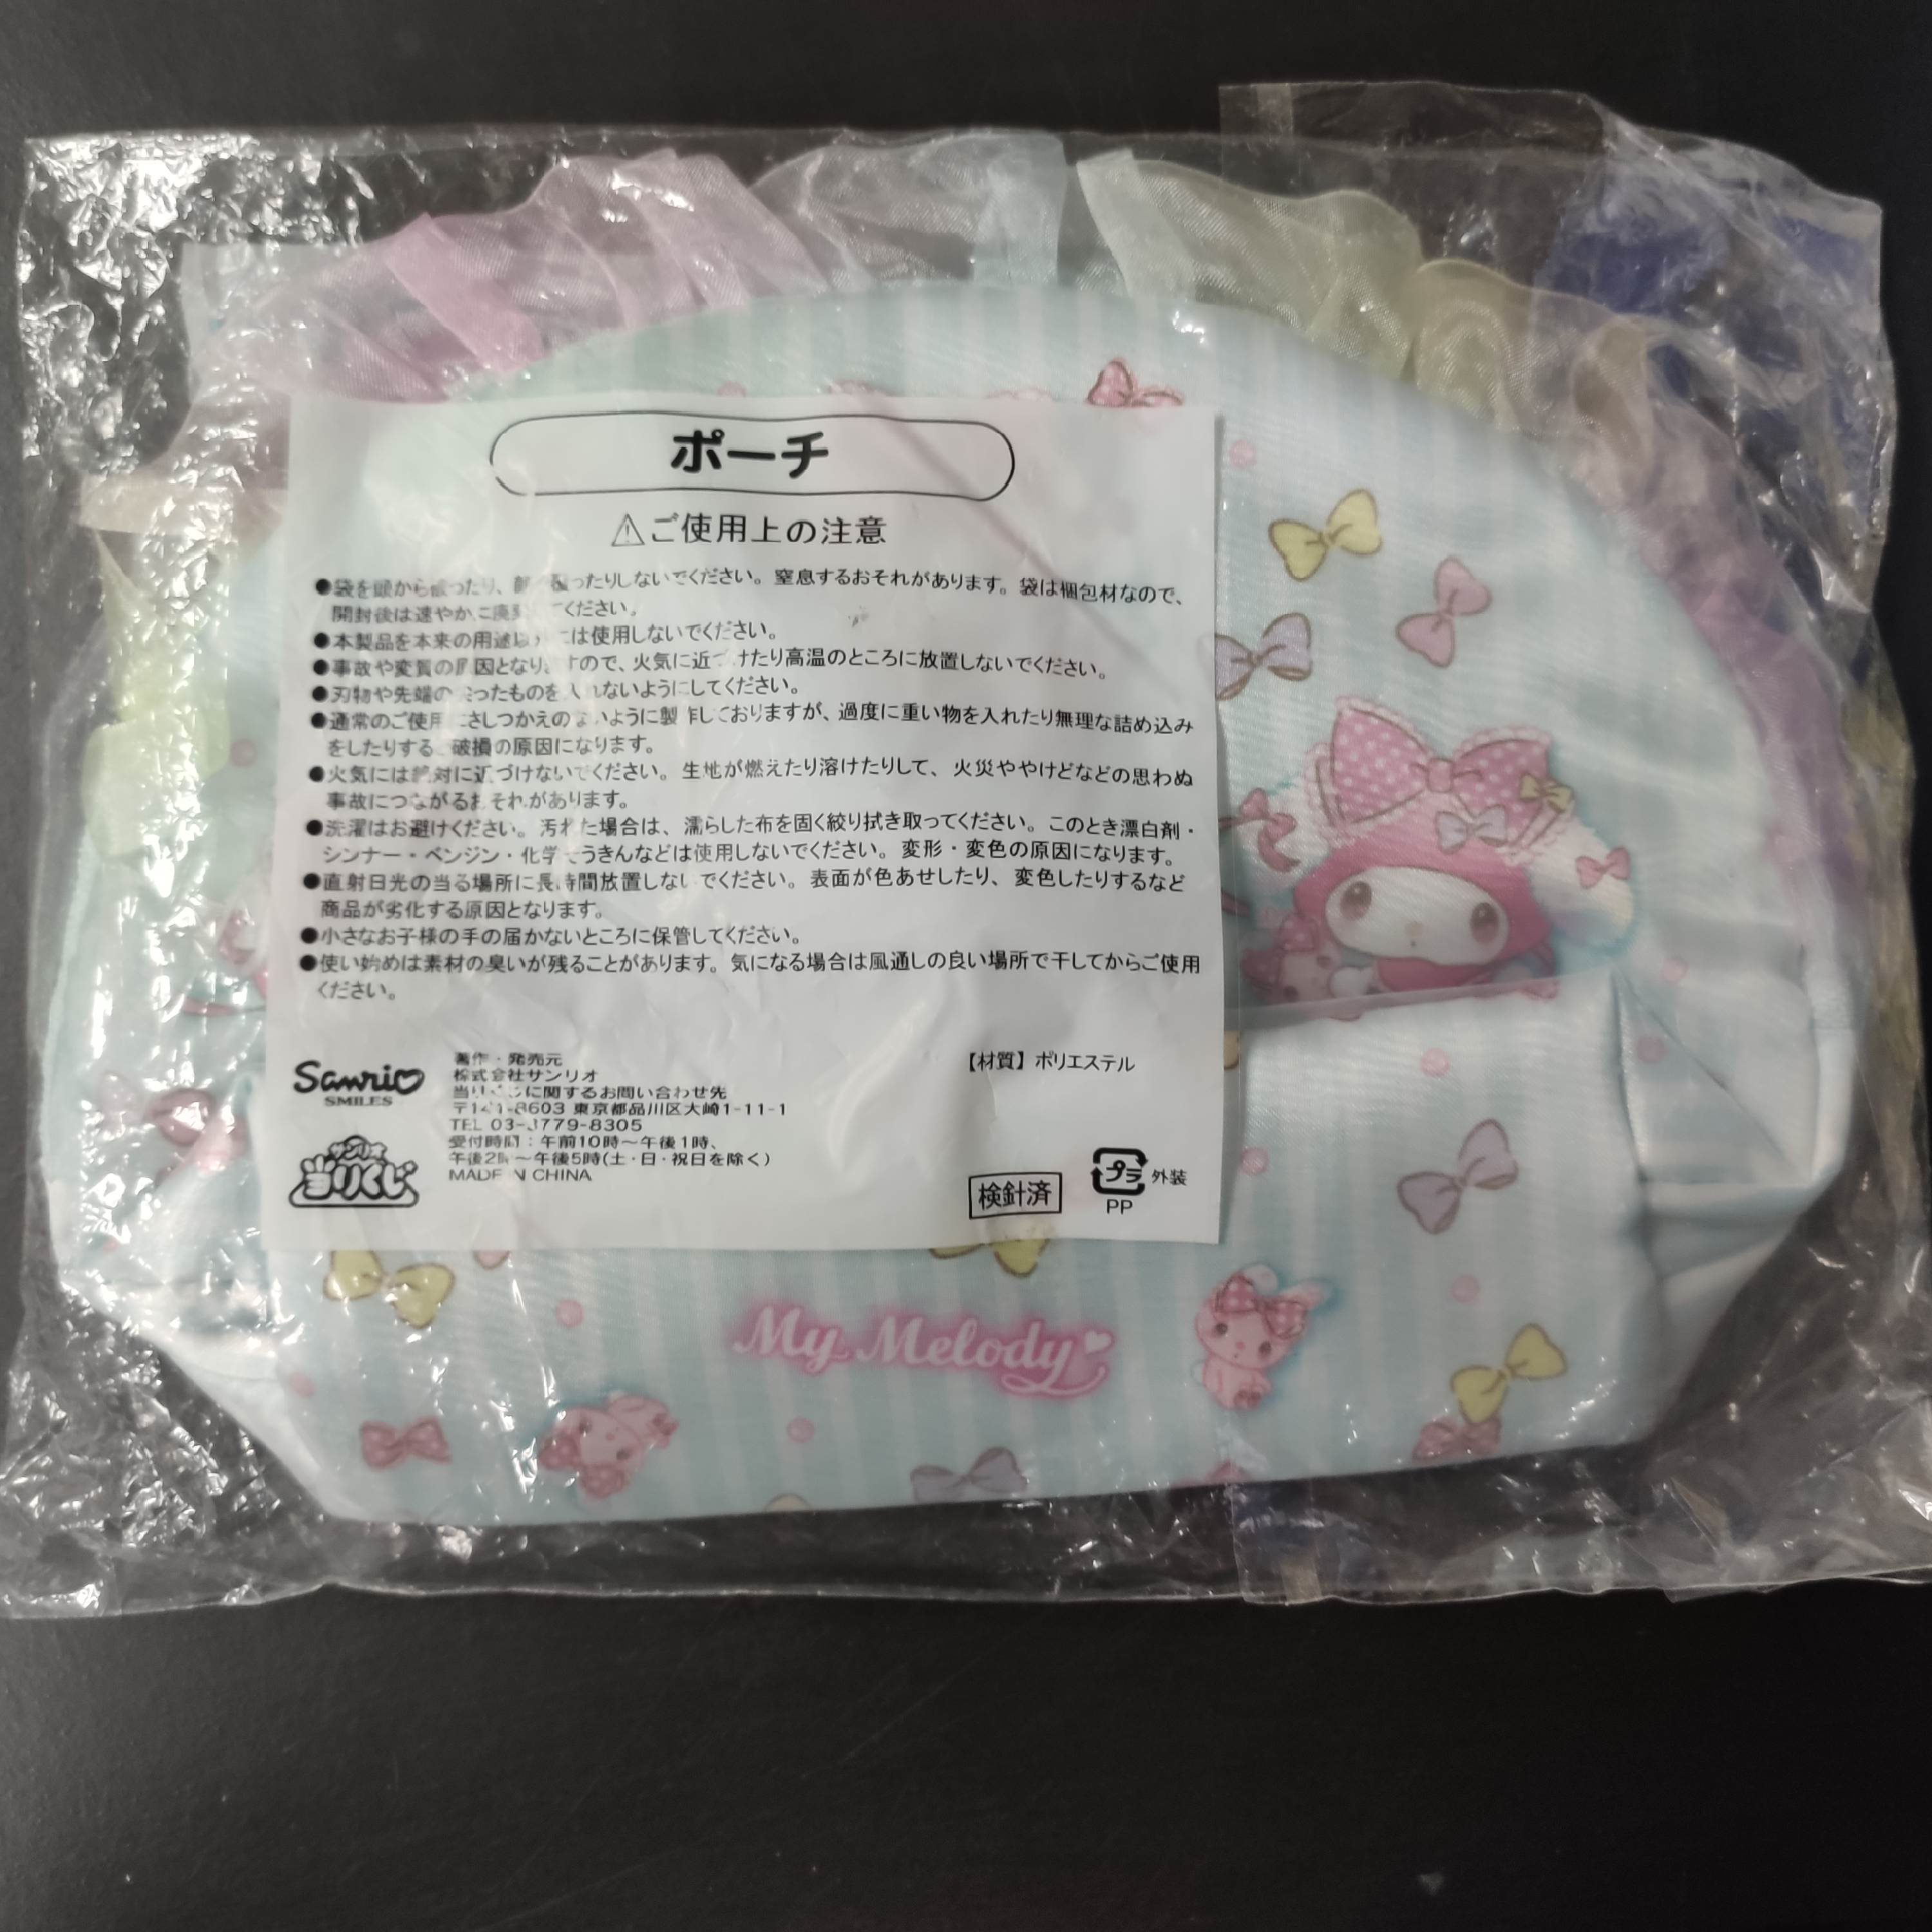 ポーチ
⚠ご使用上の注意
●袋を頭から被ったり、顔を覆ったりしないでください。窒息するおそれがあります。袋は梱包材なので、
開封後は速やかに廃棄してください。
●本製品を本来の用途以外には使用しないでください。
●事故や変質の原因となりますので、火気に近づけたり高温のところに放置しないでください。
●刃物や先端の尖ったものを入れないようにしてください。
●通常のご使用にさしつかえのないように製作しておりますが、過度に重い物を入れたり無理な詰め込み
をしたりすると破損の原因になります。
●火気には絶対に近づけないでください。生地が燃えたり溶けたりして、火災ややけどなどの思わぬ
事故につながるおそれがあります。
●洗濯はお避けください。汚れた場合は、濡らした布を固く絞り拭き取ってください。このとき漂白剤・
シンナー・ベンジン・化学ぞうきんなどは使用しないでください。変形・変色の原因になります。
●直射日光の当る場所に長時間放置しないでください。表面が色あせしたり、変色したりするなど
商品が劣化する原因となります。
●小さなお子様の手の届かないところに保管してください。
●使い始めは素材の臭いが残ることがあります。気になる場合は風通しの良い場所で干してからご使用
ください。
Sanrio
SMILES
サンリオ
当りくじ
著作・発売元
株式会社サンリオ
当りくじに関するお問い合わせ先
〒141-8603 東京都品川区大崎1-11-1
TEL 03-3779-8305
受付時間：午前10時～午後1時、
午後2時～午後5時(土・日・祝日を除く)
MADE IN CHINA
【材質】ポリエステル
検針済
プラ 外装
PP
My Melody